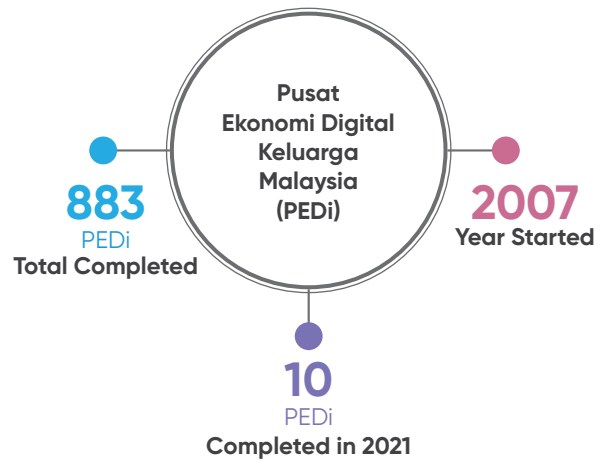 Pusat
Ekonomi Digital
Keluarga
Malaysia
(PEDi)
883
PEDi
Total Completed
2007
Year Started
10
PEDi
Completed in 2021